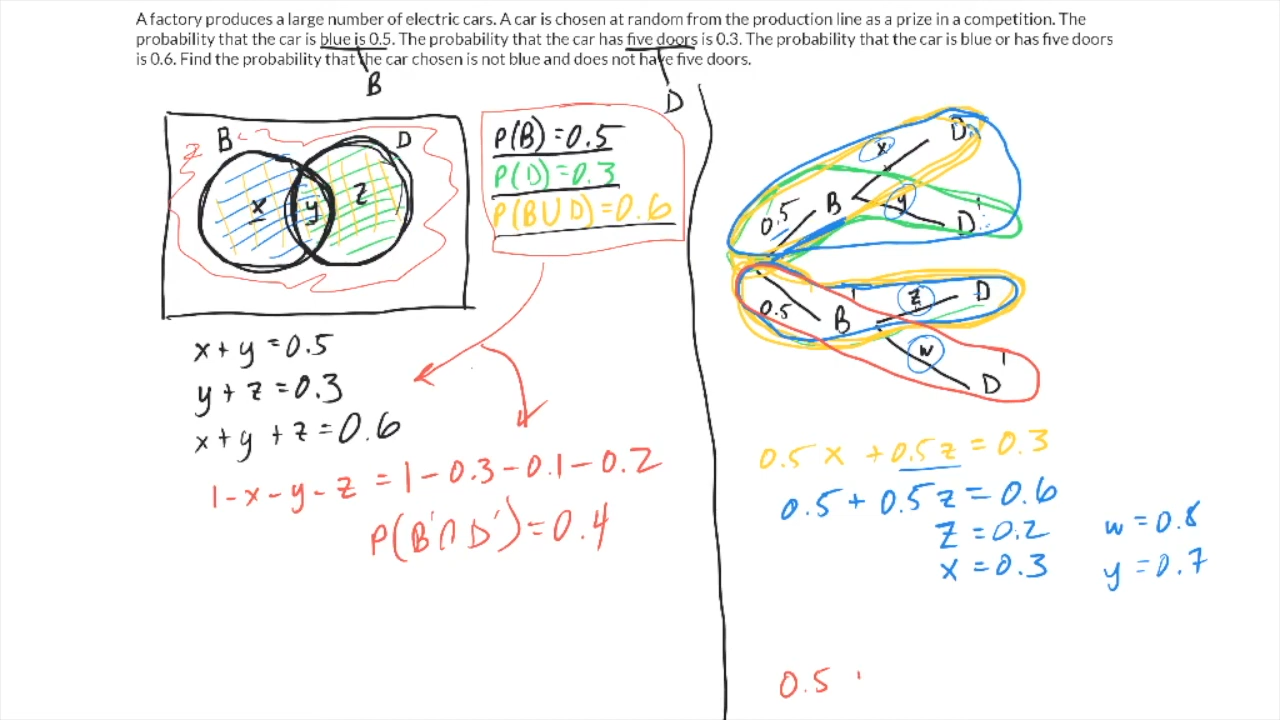 A factory produces a large number of electric cars. A car is chosen at random from the production line as a prize in a competition. The
probability that the car is blue is 0.5. The probability that the car has five doors is 0.3. The probability that the car is blue or has five doors
is 0.6. Find the probability that the car chosen is not blue and does not have five doors.
B
D
B
D
z
x
y
z
P(B)=0.5
P(D)=0.3
P(B∪D)=0.6
x+y=0.5
y+z=0.3
x+y+z=0.6
1-x-y-z=1-0.3-0.1-0.2
P(B'∩D')=0.4
D
x
B
0.5
y
D'
0.5
B'
z
D
w
D'
0.5x+0.5z=0.3
0.5+0.5z=0.6
z=0.2 w=0.8
x=0.3 y=0.7
0.5